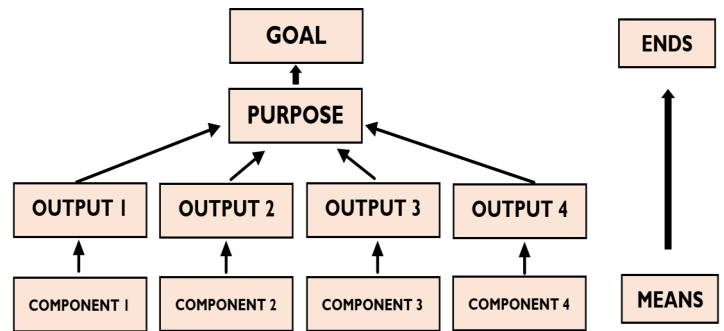 GOAL
ENDS
PURPOSE
OUTPUT 1
OUTPUT 2
OUTPUT 3
OUTPUT 4
COMPONENT 1
COMPONENT 2
COMPONENT 3
COMPONENT 4
MEANS